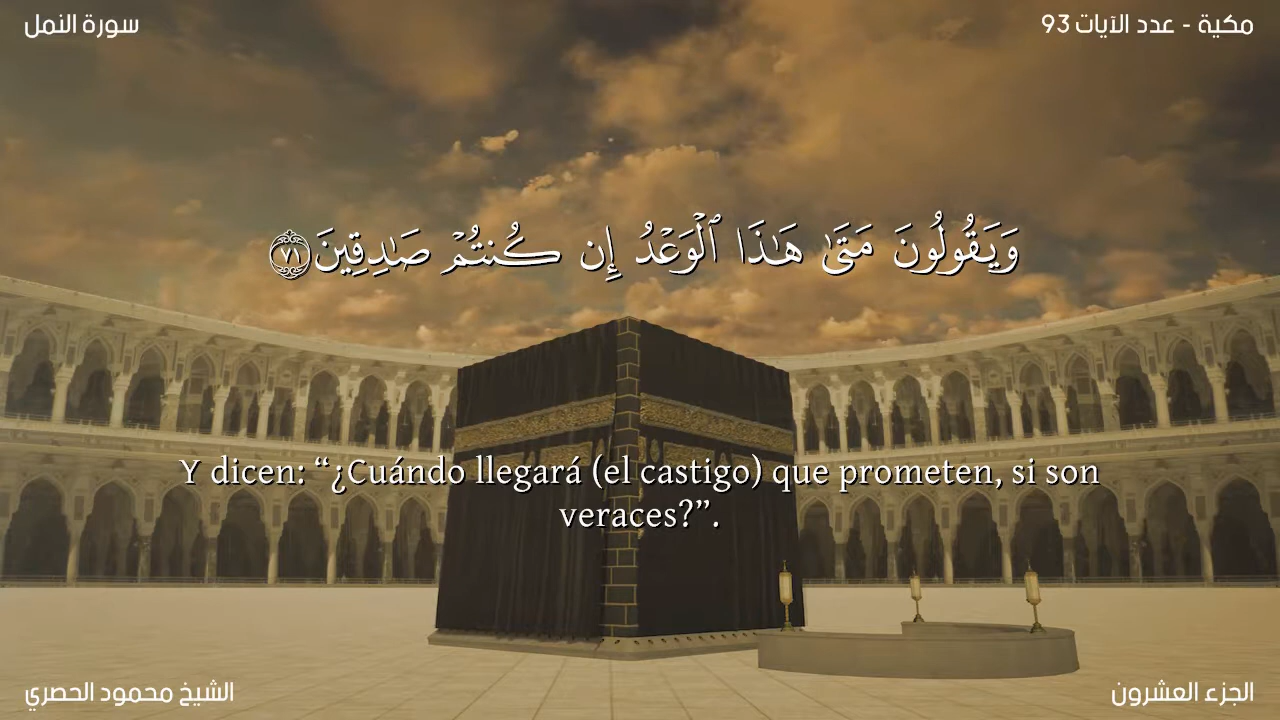 سورة النمل
مكية - عدد الآيات 93
وَيَقُولُونَ مَتَىٰ هَٰذَا ٱلْوَعْدُ إِن كُنتُمْ صَٰدِقِينَ ٧١
Y dicen: “¿Cuándo llegará (el castigo) que prometen, si son
veraces?”.
الشيخ محمود الحصري
الجزء العشرون